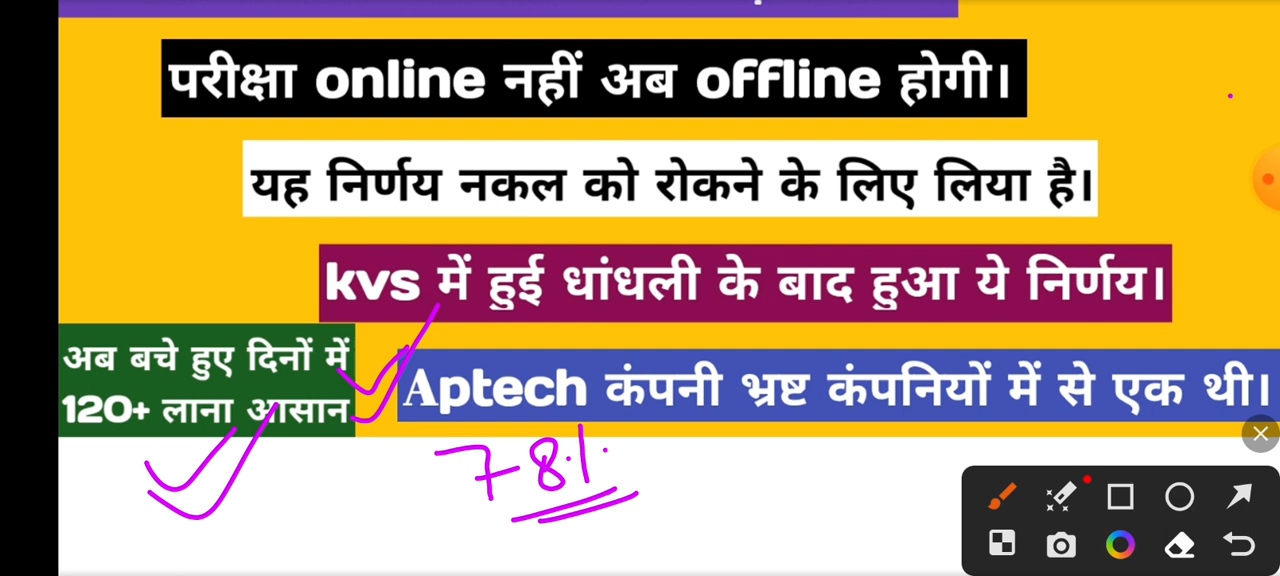 परीक्षा online नहीं अब offline होगी।
यह निर्णय नकल को रोकने के लिए लिया है।
kvs में हुई धांधली के बाद हुआ ये निर्णय।
अब बचे हुए दिनों में
120+ लाना आसान
Aptech कंपनी भ्रष्ट कंपनियों में से एक थी।
78%